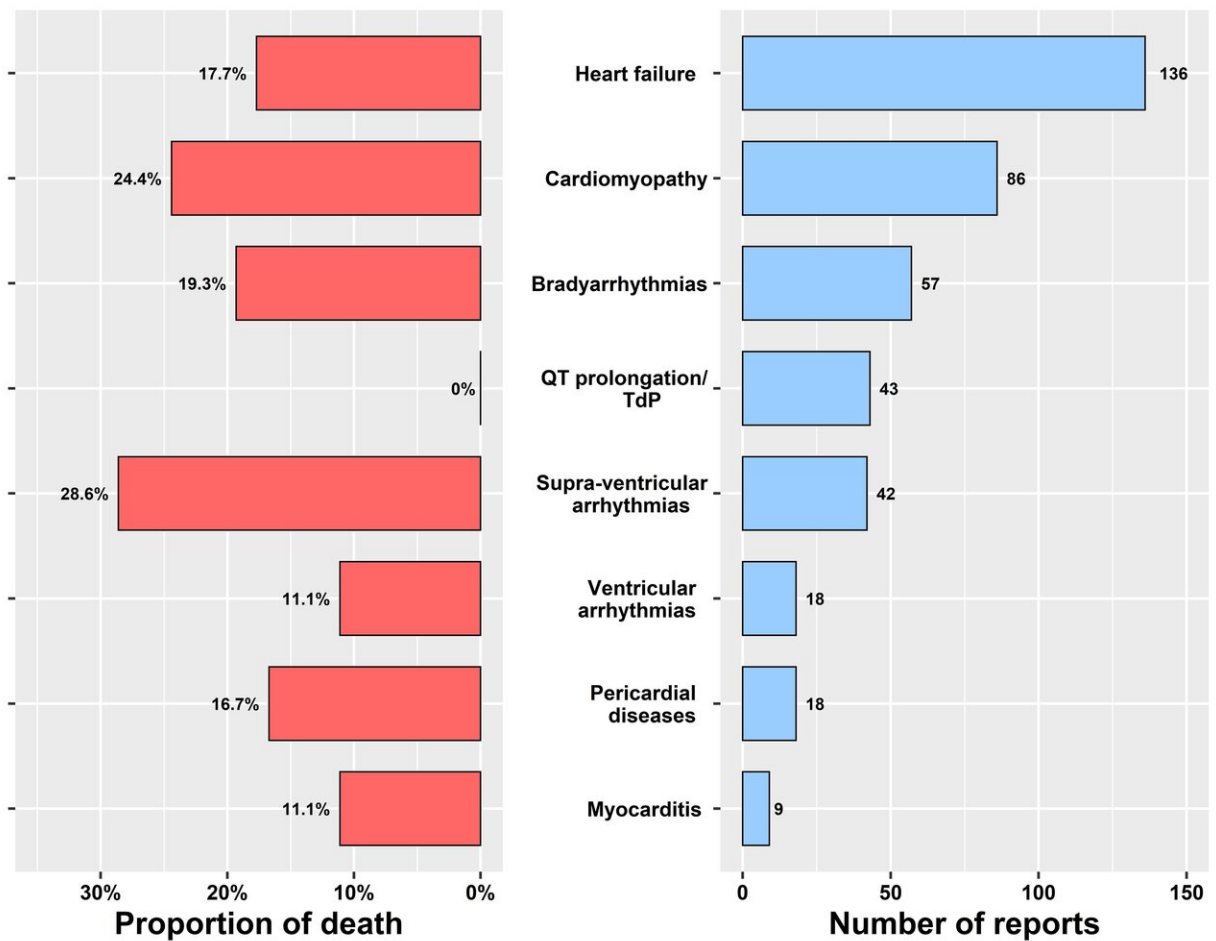 17.7%
Heart failure
136
24.4%
Cardiomyopathy
86
19.3%
Bradyarrhythmias
57
0%
QT prolongation/
TdP
43
28.6%
Supra-ventricular
arrhythmias
42
11.1%
Ventricular
arrhythmias
18
16.7%
Pericardial
diseases
18
11.1%
Myocarditis
9
30% 20% 10% 0%
0 50 100 150
Proportion of death
Number of reports